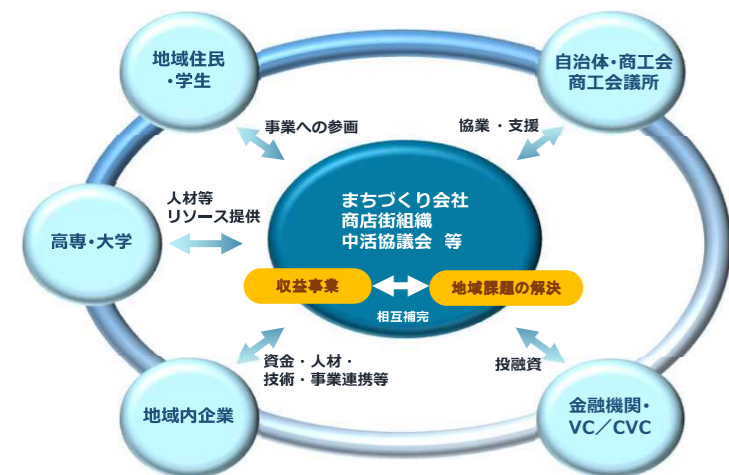 地域住民
・学生
自治体・商工会
商工会議所
事業への参画
協業・支援
人材等
リソース提供
高専・大学
まちづくり会社
商店街組織
中活協議会 等
収益事業
地域課題の解決
相互補完
資金・人材・
技術・事業連携等
投融資
地域内企業
金融機関・
VC／CVC